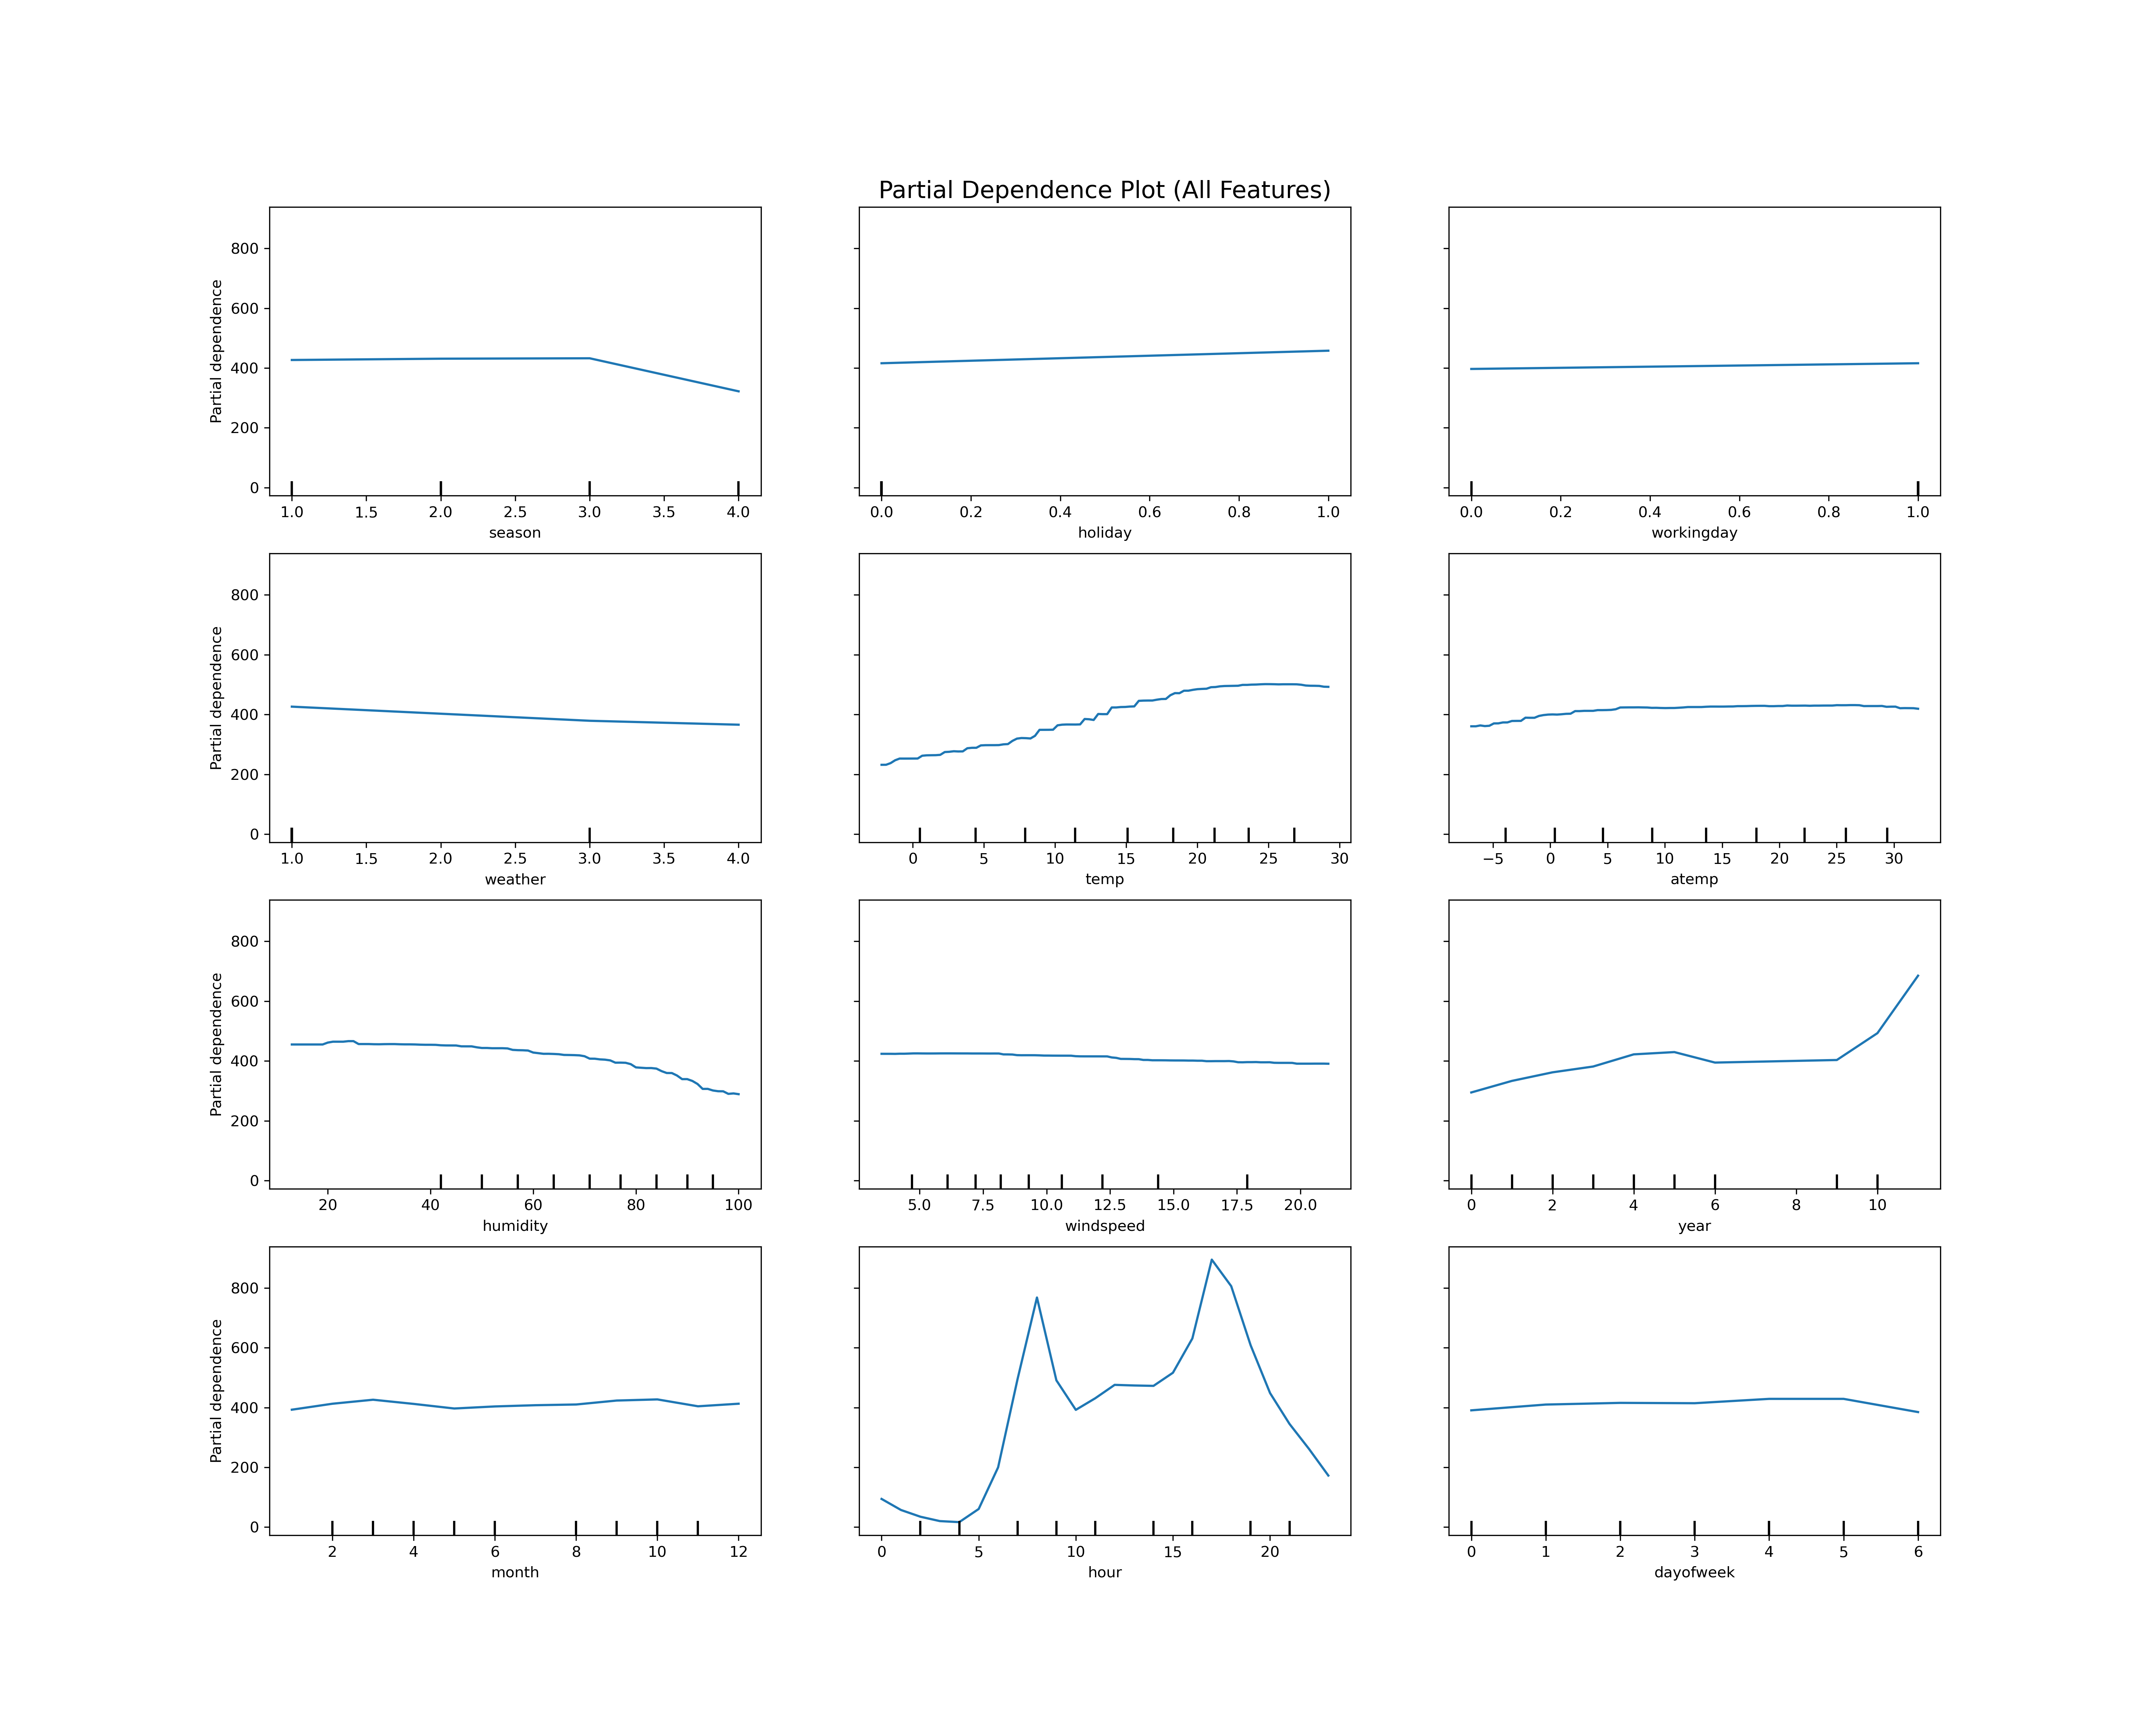 Partial Dependence Plot (All Features)
Partial dependence
800
600
400
200
0
1.0 1.5 2.0 2.5 3.0 3.5 4.0
season
0.0 0.2 0.4 0.6 0.8 1.0
holiday
0.0 0.2 0.4 0.6 0.8 1.0
workingday
Partial dependence
800
600
400
200
0
1.0 1.5 2.0 2.5 3.0 3.5 4.0
weather
0 5 10 15 20 25 30
temp
−5 0 5 10 15 20 25 30
atemp
Partial dependence
800
600
400
200
0
20 40 60 80 100
humidity
5.0 7.5 10.0 12.5 15.0 17.5 20.0
windspeed
0 2 4 6 8 10
year
Partial dependence
800
600
400
200
0
2 4 6 8 10 12
month
0 5 10 15 20
hour
0 1 2 3 4 5 6
dayofweek